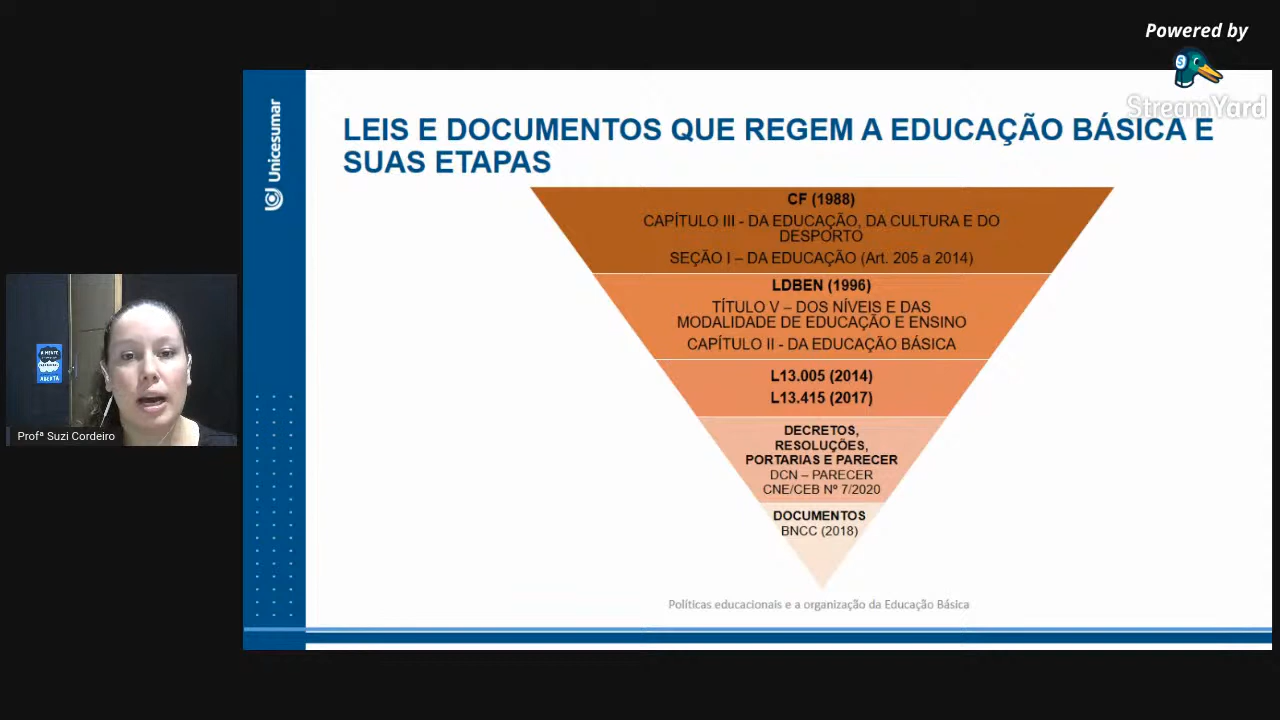 Powered by
StreamYard
Unicesumar
LEIS E DOCUMENTOS QUE REGEM A EDUCAÇÃO BÁSICA E
SUAS ETAPAS
CF (1988)
CAPÍTULO III - DA EDUCAÇÃO, DA CULTURA E DO
DESPORTO
SEÇÃO I – DA EDUCAÇÃO (Art. 205 a 2014)
LDBEN (1996)
TÍTULO V – DOS NÍVEIS E DAS
MODALIDADE DE EDUCAÇÃO E ENSINO
CAPÍTULO II - DA EDUCAÇÃO BÁSICA
L13.005 (2014)
L13.415 (2017)
DECRETOS,
RESOLUÇÕES,
PORTARIAS E PARECER
DCN – PARECER
CNE/CEB Nº 7/2020
DOCUMENTOS
BNCC (2018)
Políticas educacionais e a organização da Educação Básica
A MENTE
ABERTA
Profª Suzi Cordeiro